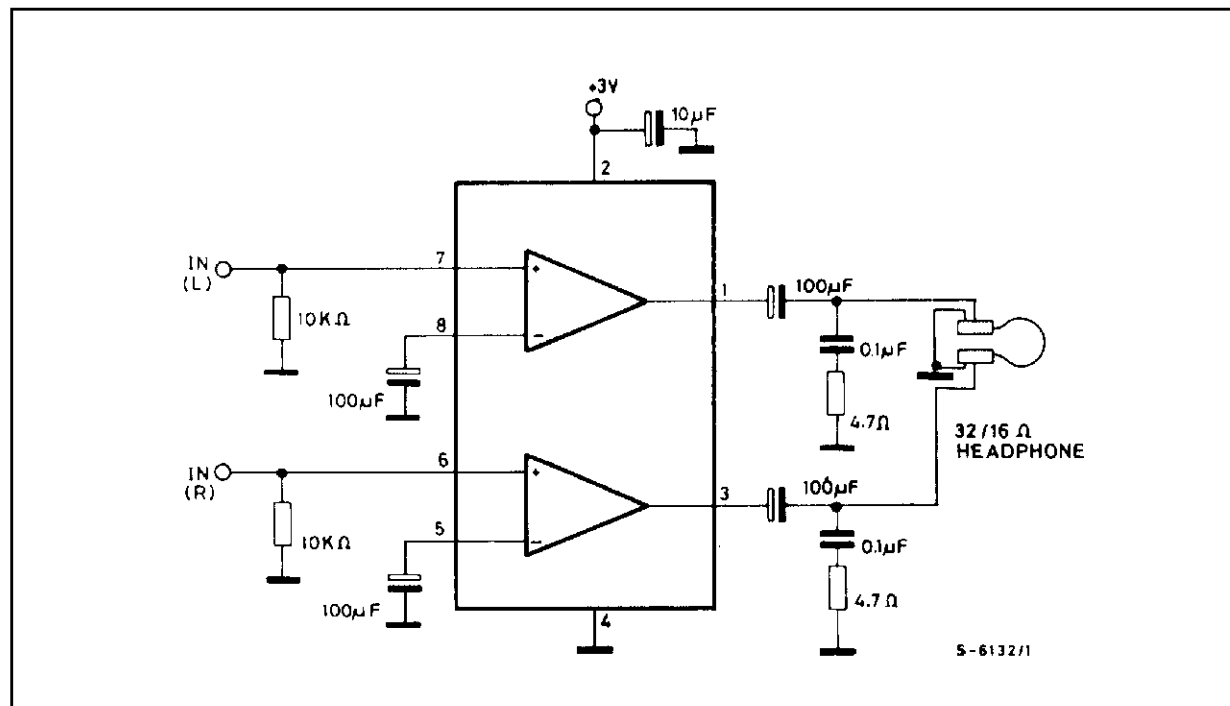 +3V
10µF
2
IN
(L)
7
10KΩ
8
100µF
1
100µF
0.1µF
4.7Ω
32/16 Ω
HEADPHONE
IN
(R)
6
10KΩ
5
100µF
3
100µF
0.1µF
4.7Ω
4
S-6132/1
+
-
+
-